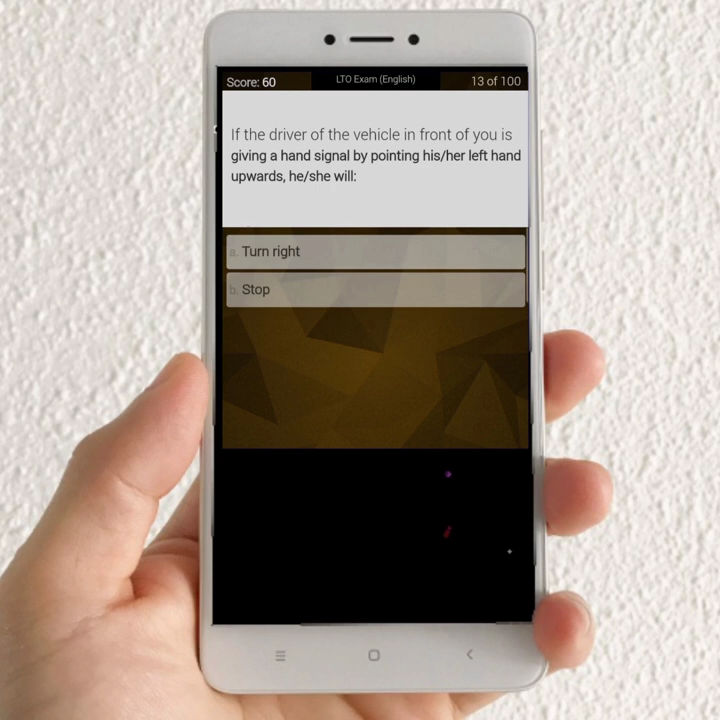 Score: 60 LTO Exam (English) 13 of 100
If the driver of the vehicle in front of you is
giving a hand signal by pointing his/her left hand
upwards, he/she will:
a. Turn right
b. Stop